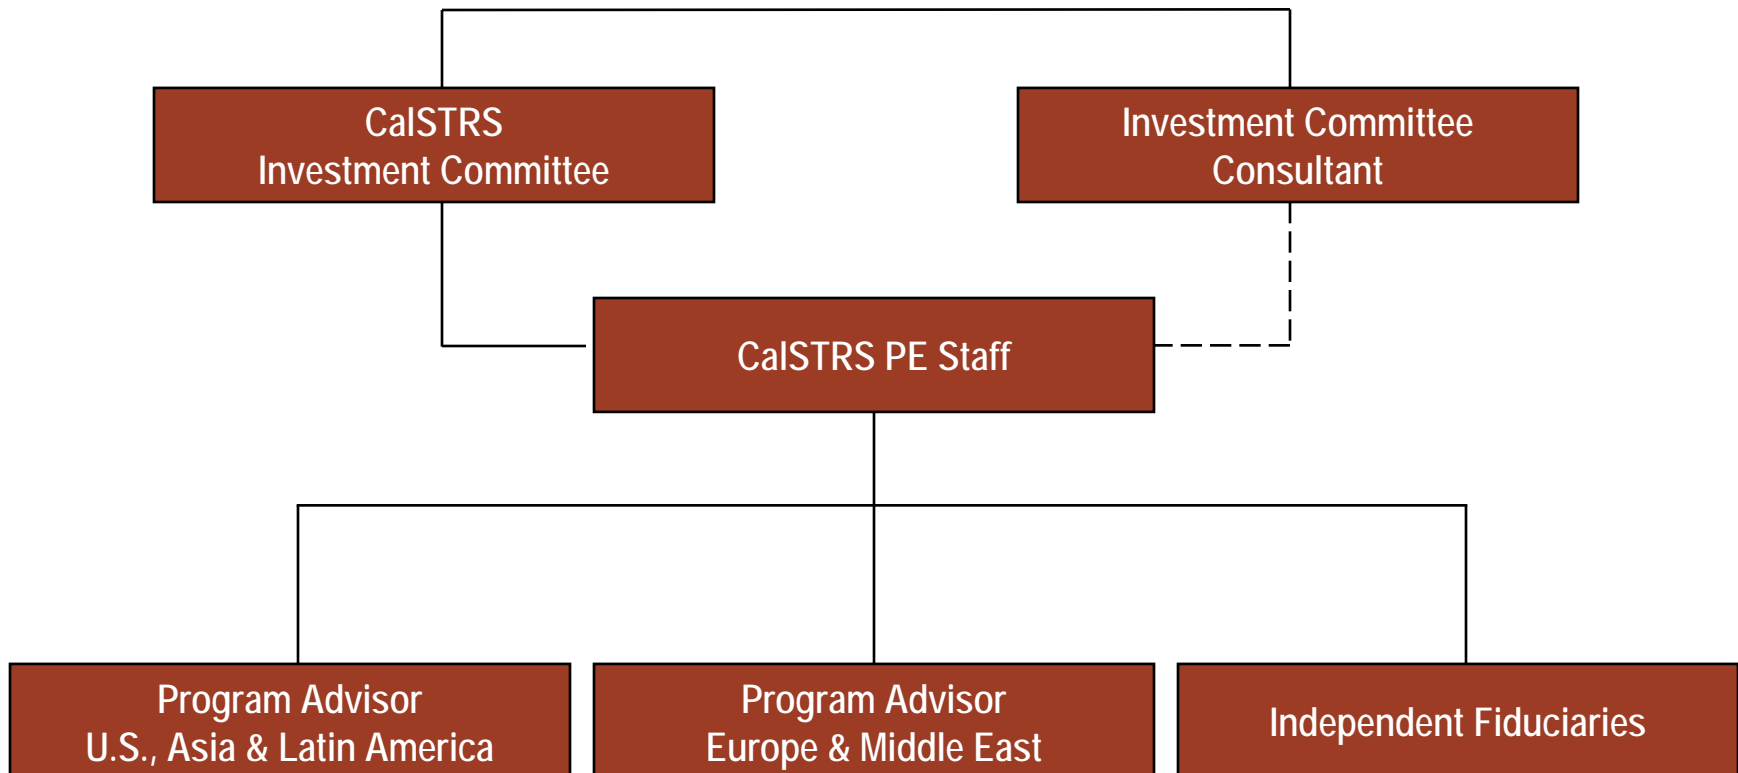 CalSTRS
Investment Committee
Investment Committee
Consultant
CalSTRS PE Staff
Program Advisor
U.S., Asia & Latin America
Program Advisor
Europe & Middle East
Independent Fiduciaries